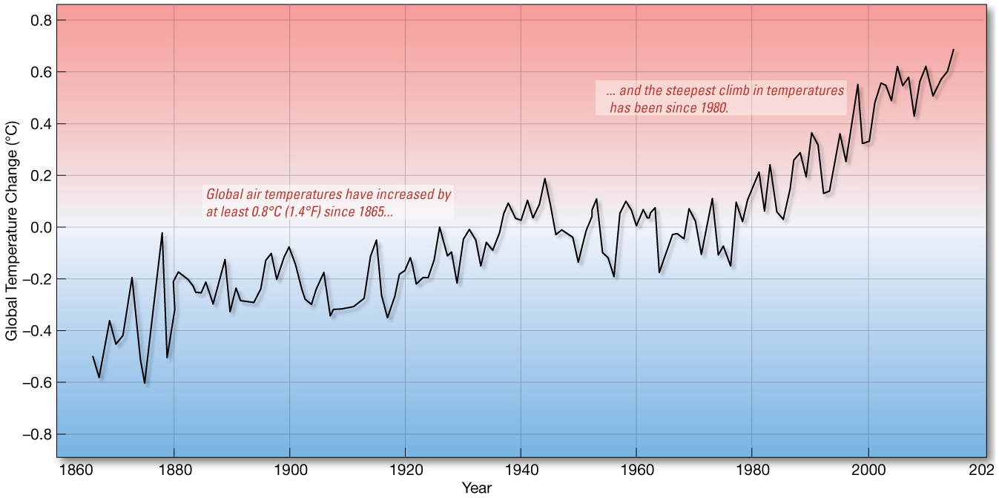 0.8
0.6
0.4
0.2
0.0
–0.2
–0.4
–0.6
–0.8
Global Temperature Change (°C)
... and the steepest climb in temperatures
has been since 1980.
Global air temperatures have increased by
at least 0.8°C (1.4°F) since 1865...
1860 1880 1900 1920 1940 1960 1980 2000 202
Year